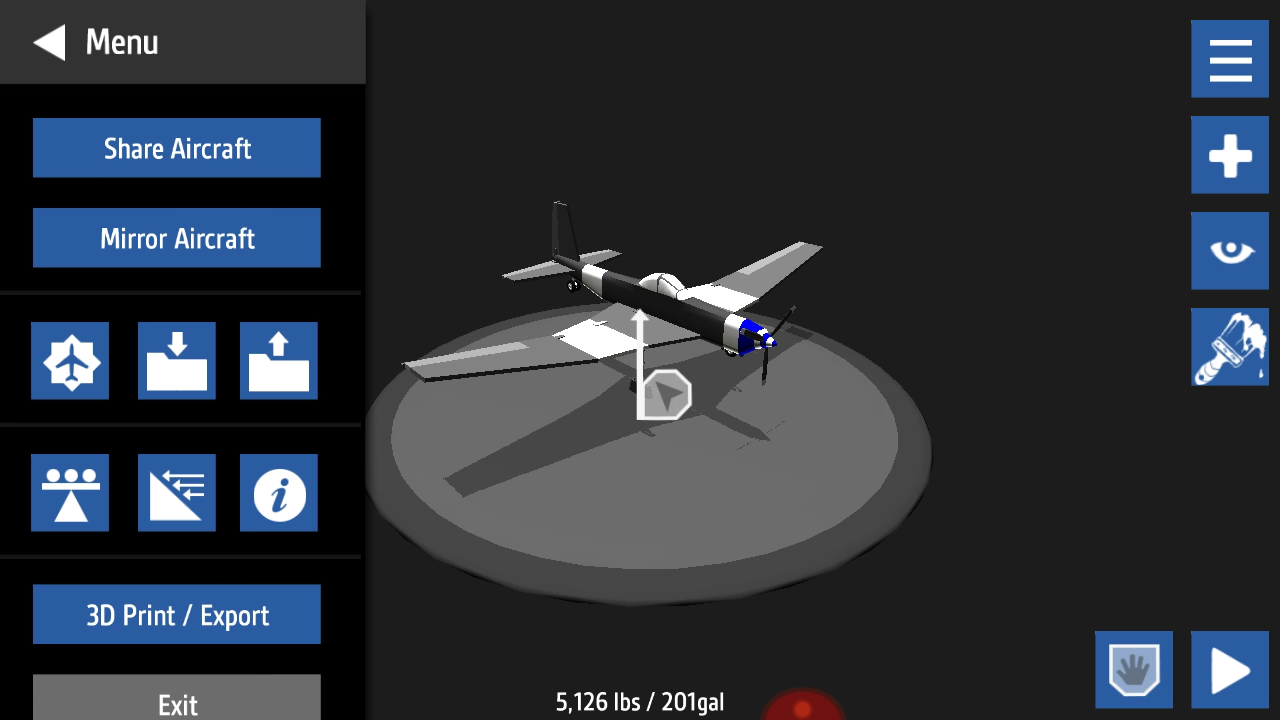 Menu
Share Aircraft
Mirror Aircraft
3D Print / Export
Exit
5,126 lbs / 201gal